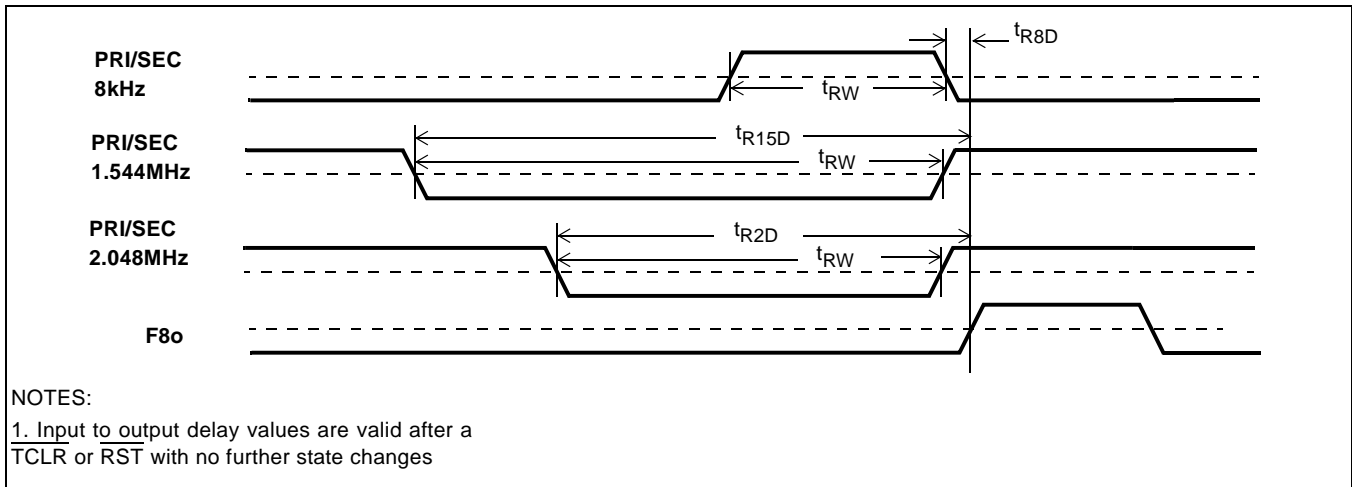 tR8D
PRI/SEC
8kHz
tRW
PRI/SEC
1.544MHz
tR15D
tRW
PRI/SEC
2.048MHz
tR2D
tRW
F8o
NOTES:
1. Input to output delay values are valid after a
TCLR or RST with no further state changes